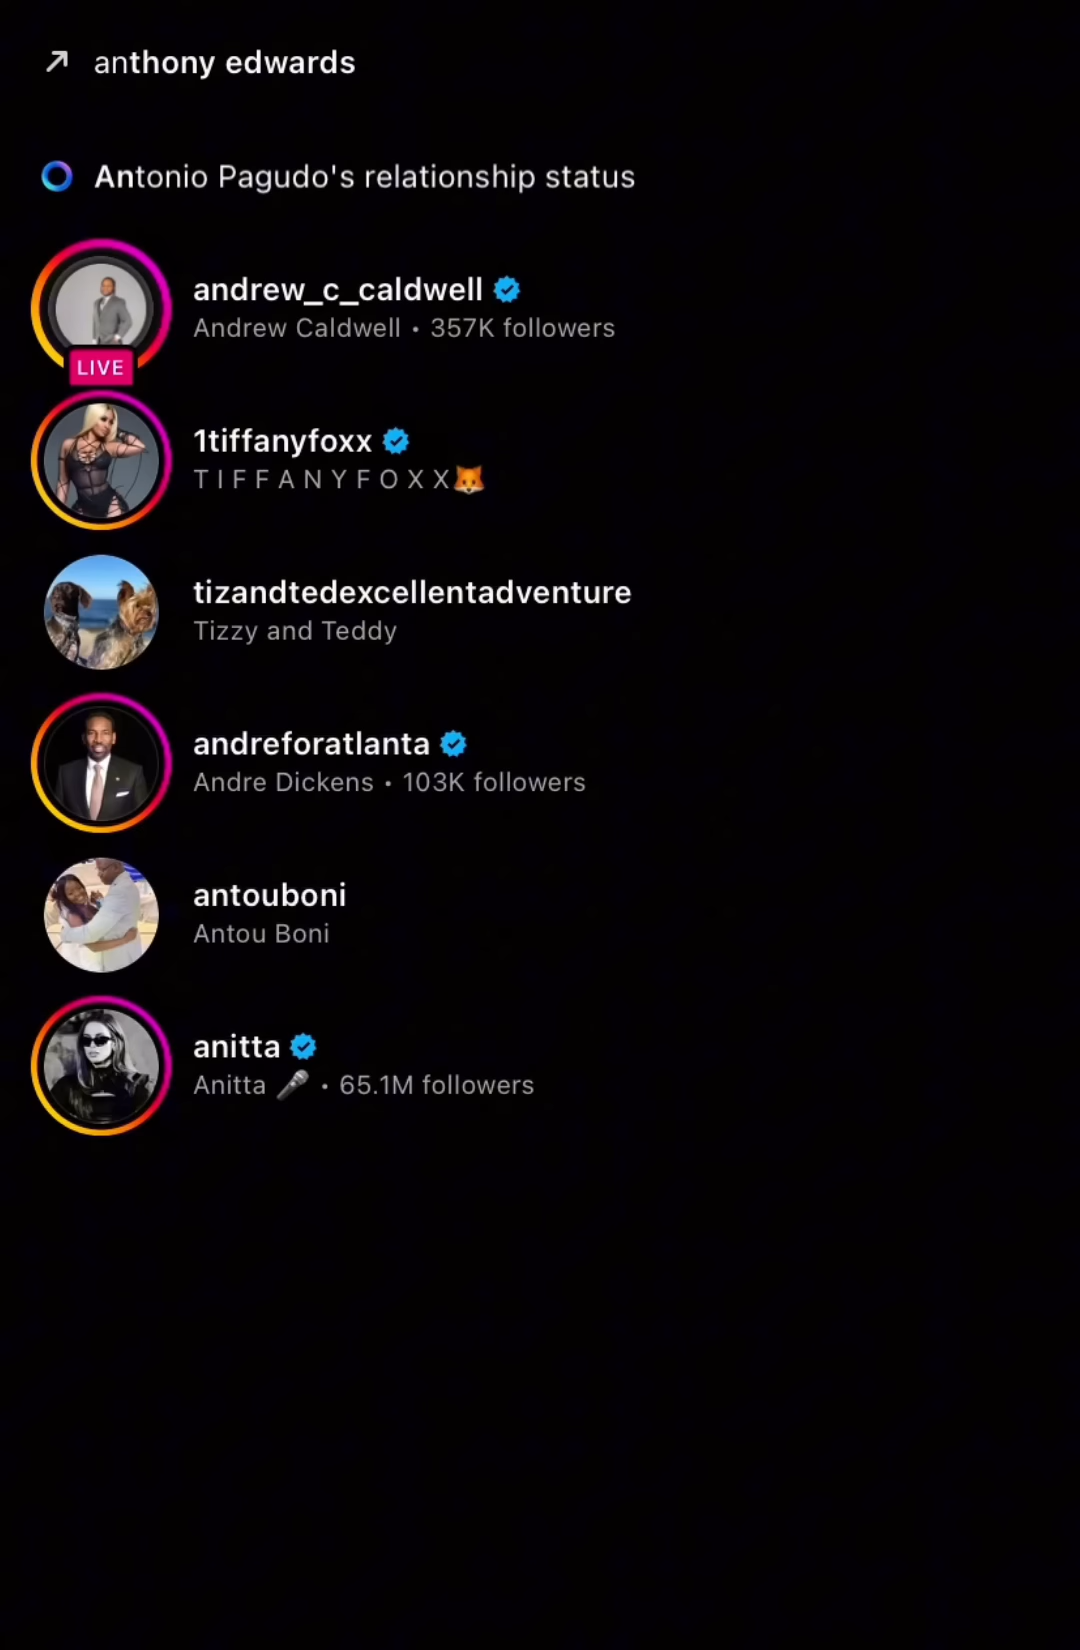 anthony edwards
Antonio Pagudo's relationship status
andrew_c_caldwell
Andrew Caldwell • 357K followers
LIVE
1tiffanyfoxx
T I F F A N Y F O X X🦊
tizandtedexcellentadventure
Tizzy and Teddy
andreforatlanta
Andre Dickens • 103K followers
antouboni
Antou Boni
anitta
Anitta 🎤 • 65.1M followers